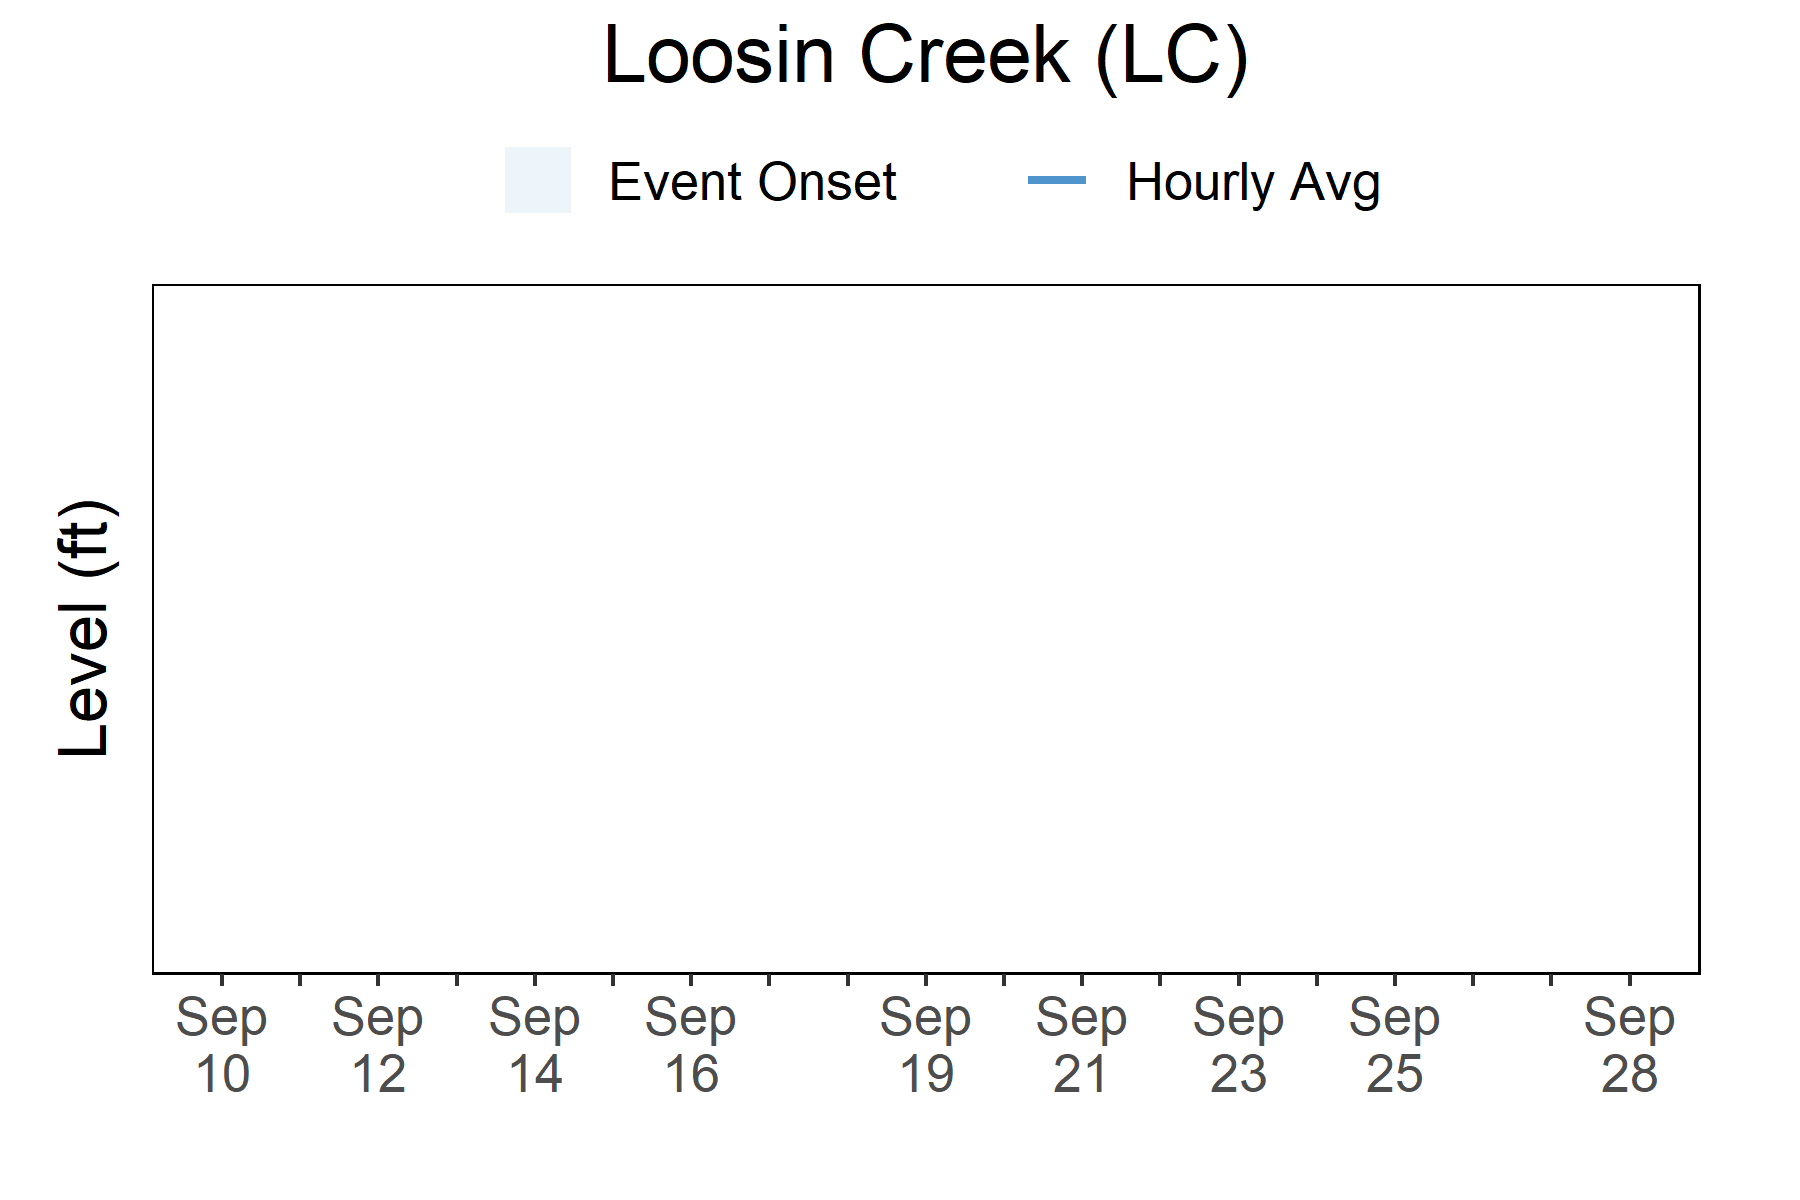 Loosin Creek (LC)
Event Onset Hourly Avg
Level (ft)
Sep Sep Sep Sep Sep Sep Sep Sep Sep
10 12 14 16 19 21 23 25 28